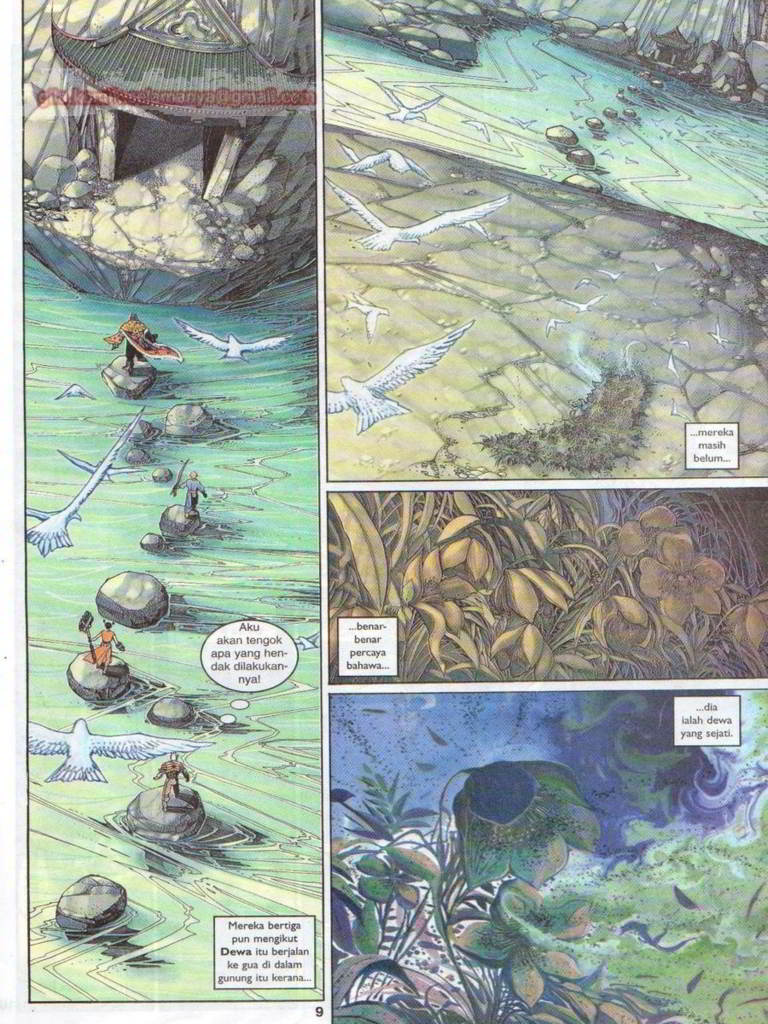 Aku
akan tengok
apa yang hen-
dak dilakukan-
nya!
Mereka bertiga
pun mengikut
Dewa itu berjalan
ke gua di dalam
gunung itu kerana...
...mereka
masih
belum...
...benar-
benar
percaya
bahawa...
...dia
ialah dewa
yang sejati.
9